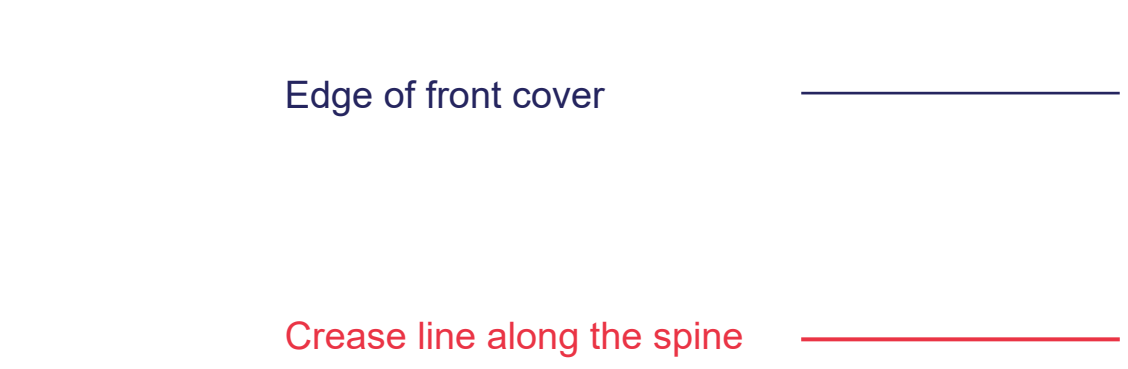 Edge of front cover
Crease line along the spine